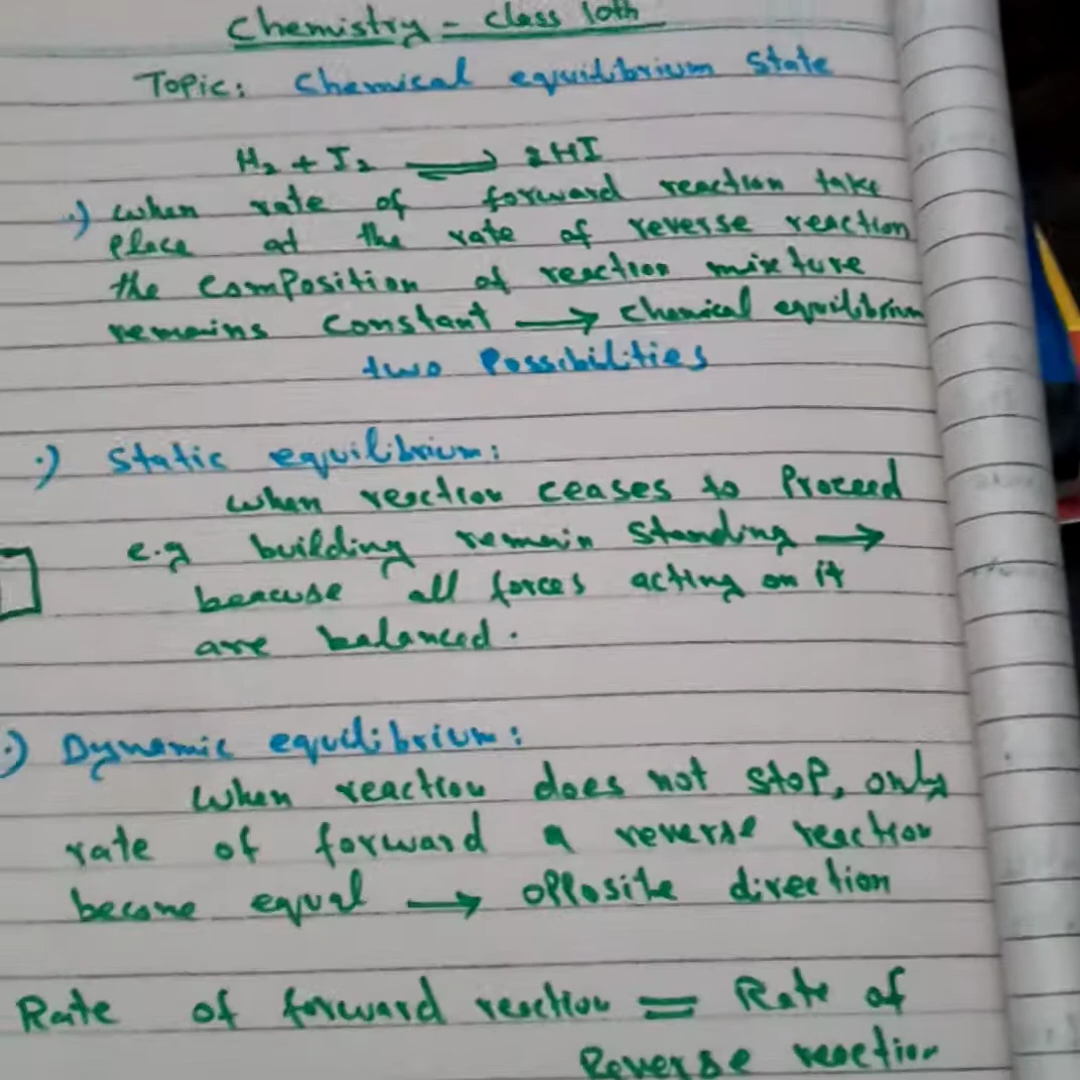 Chemistry - Class 10th
Topic: Chemical equilibrium State
H₂ + I₂ ⇌ 2HI
when rate of forward reaction take
place at the rate of reverse reaction
the composition of reaction mixture
remains constant → chemical equilibrium
two Possibilities
Static equilibrium:
when reaction ceases to Proceed
e.g building remain standing →
beacuse all forces acting on it
are balanced.
Dynamic equilibrium:
when reaction does not stop, only
rate of forward & reverse reaction
become equal → opposite direction
Rate of forward reaction = Rate of
Reverse reaction